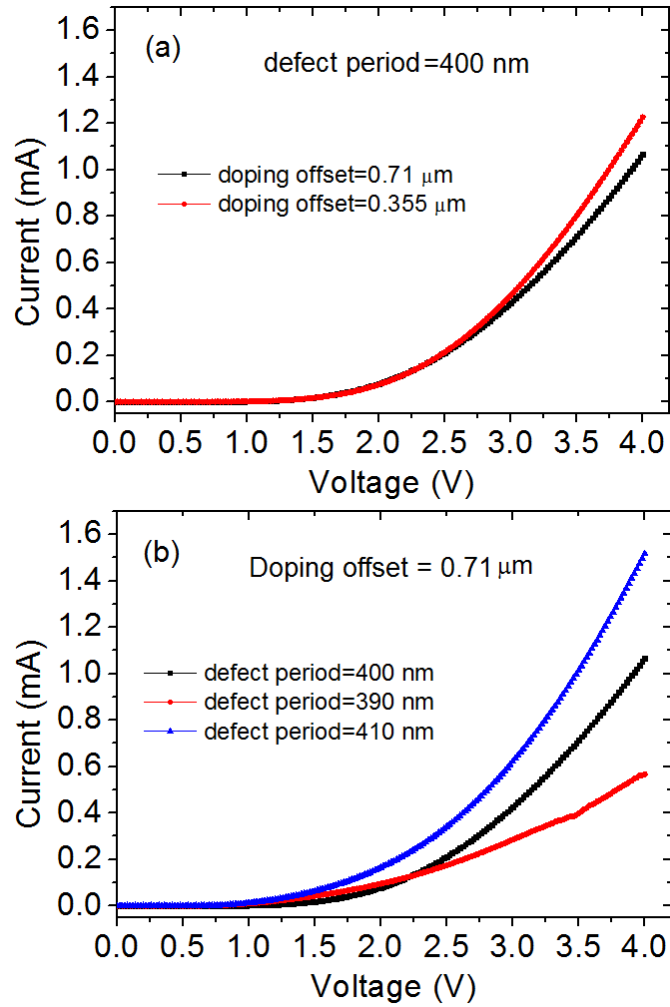 (a)
defect period=400 nm
doping offset=0.71 μm
doping offset=0.355 μm
Current (mA)
1.6
1.4
1.2
1.0
0.8
0.6
0.4
0.2
0.0
0.0 0.5 1.0 1.5 2.0 2.5 3.0 3.5 4.0
Voltage (V)
(b)
Doping offset = 0.71 μm
defect period=400 nm
defect period=390 nm
defect period=410 nm
Current (mA)
1.6
1.4
1.2
1.0
0.8
0.6
0.4
0.2
0.0
0.0 0.5 1.0 1.5 2.0 2.5 3.0 3.5 4.0
Voltage (V)